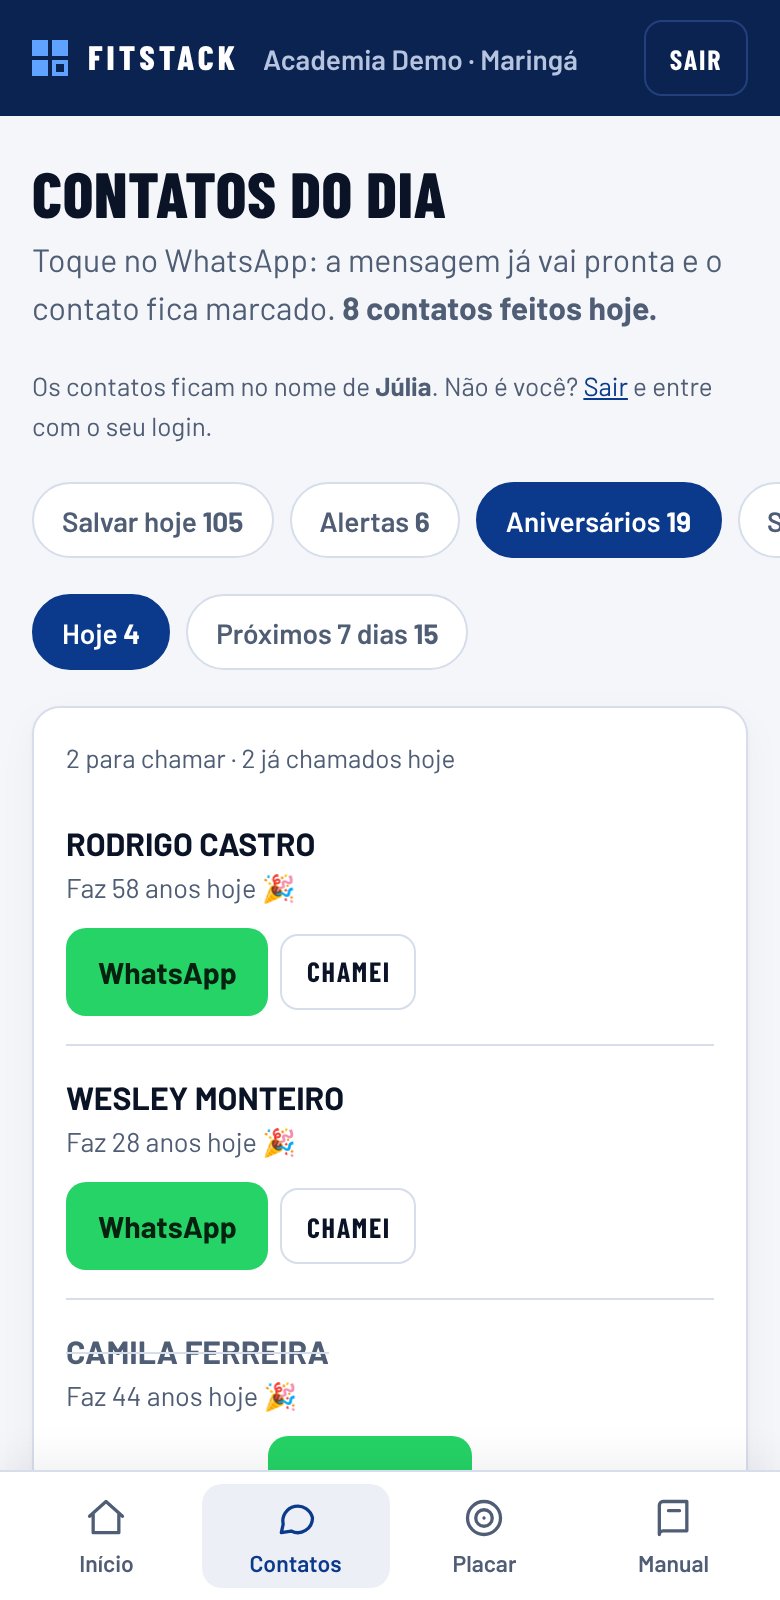 FITSTACK Academia Demo · Maringá SAIR
CONTATOS DO DIA
Toque no WhatsApp: a mensagem já vai pronta e o
contato fica marcado. 8 contatos feitos hoje.
Os contatos ficam no nome de Júlia. Não é você? Sair e entre
com o seu login.
Salvar hoje 105 Alertas 6 Aniversários 19
Hoje 4 Próximos 7 dias 15
2 para chamar · 2 já chamados hoje
RODRIGO CASTRO
Faz 58 anos hoje 🎉
WhatsApp CHAMEI
WESLEY MONTEIRO
Faz 28 anos hoje 🎉
WhatsApp CHAMEI
CAMILA FERREIRA
Faz 44 anos hoje 🎉
Início Contatos Placar Manual